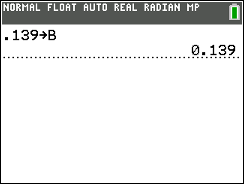 NORMAL FLOAT AUTO REAL RADIAN MP
.139→B
0.139